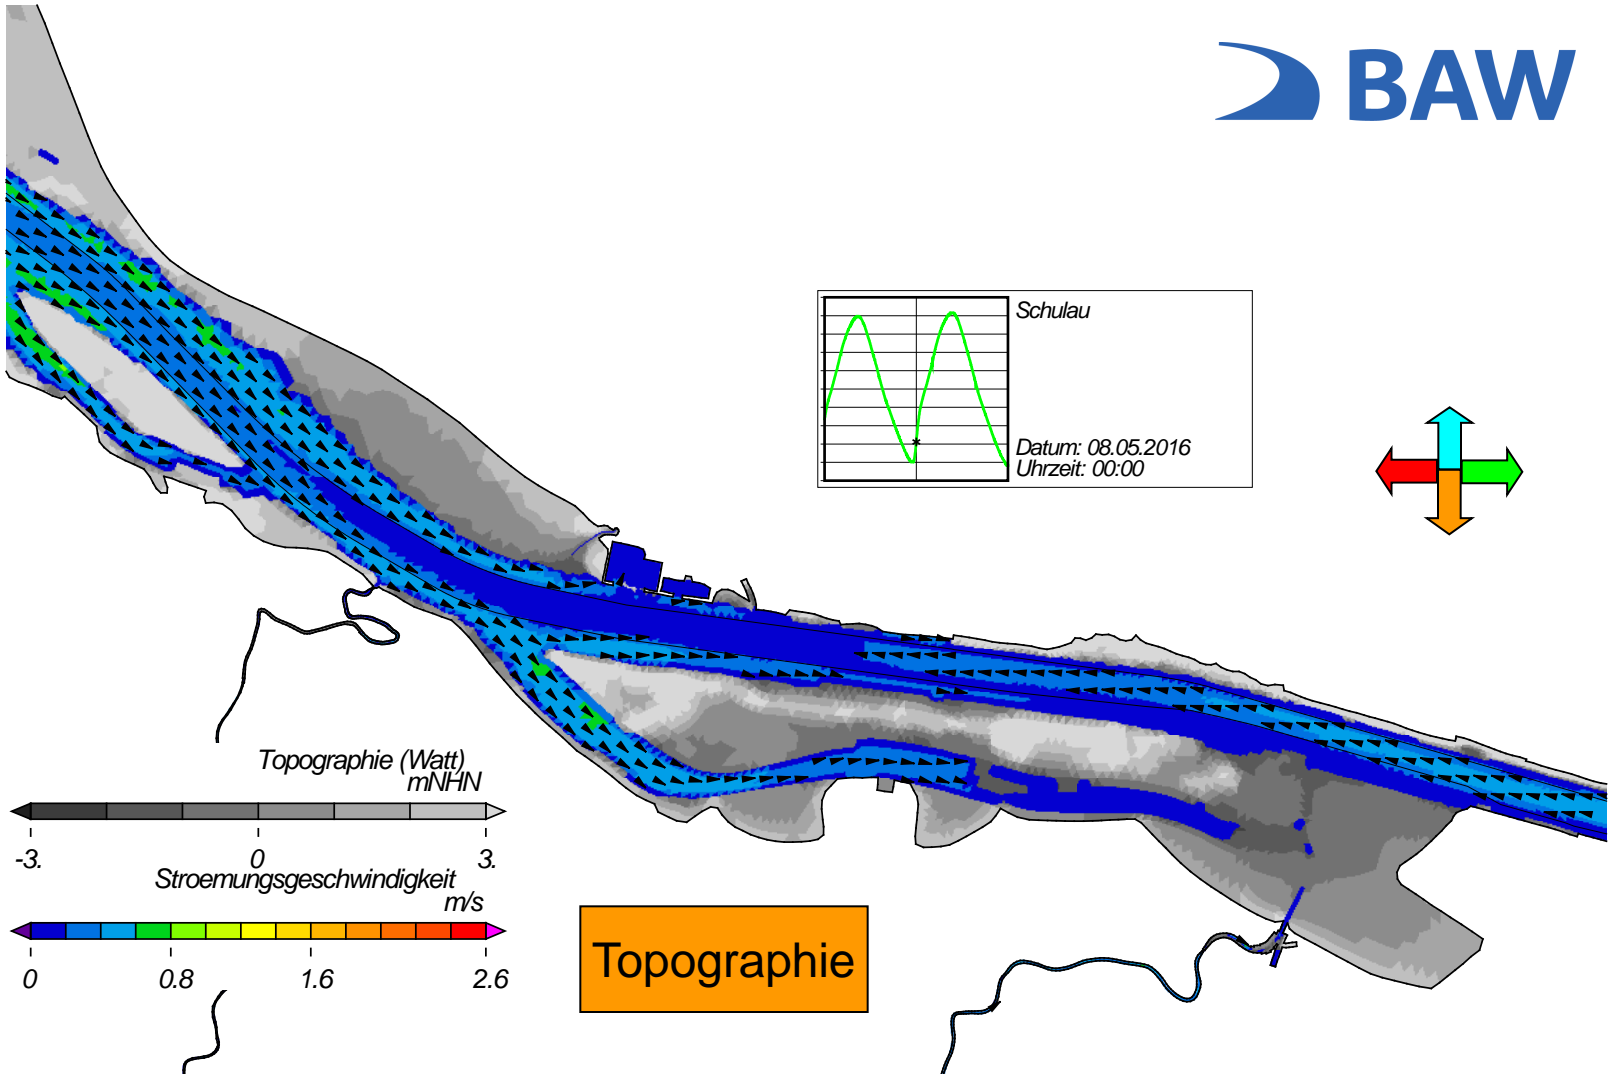 BAW
Schulau
Datum: 08.05.2016
Uhrzeit: 00:00
Topographie (Watt)
mNHN
-3. 0 3.
Stroemungsgeschwindigkeit
m/s
0 0.8 1.6 2.6
Topographie